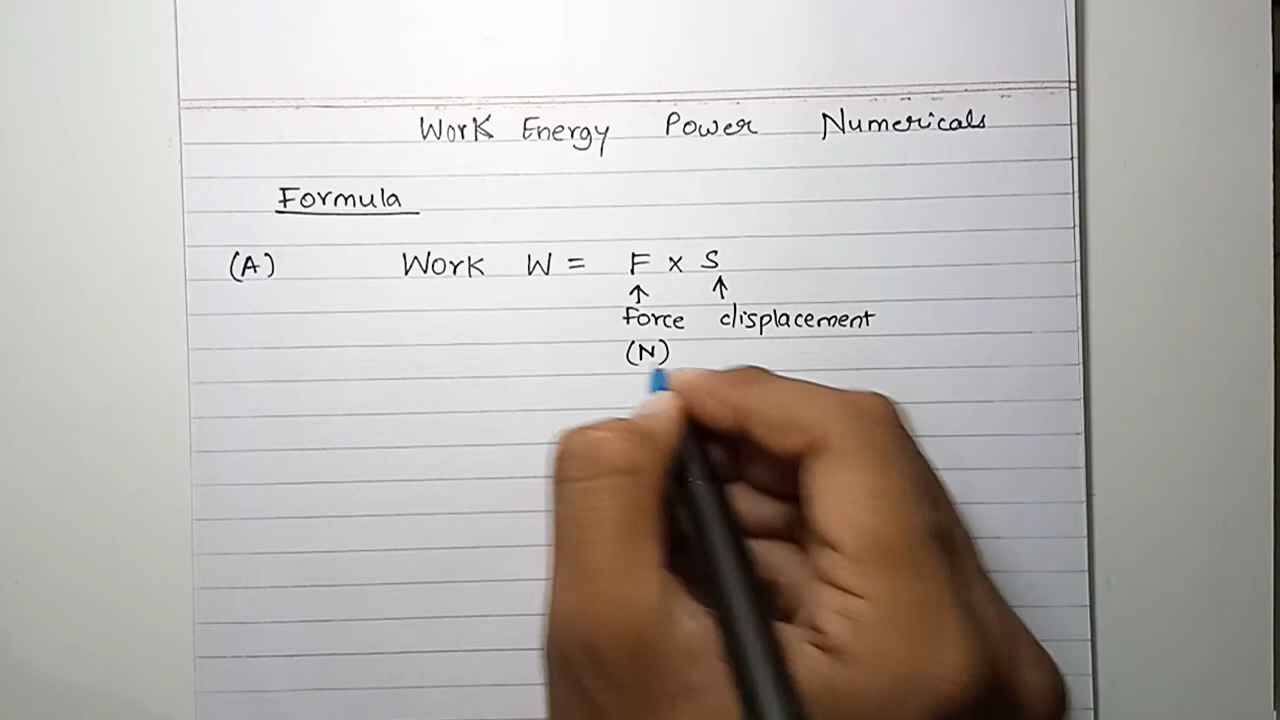 Work Energy Power Numericals
Formula
(A) Work W = F x S
↑ ↑
force displacement
(N)